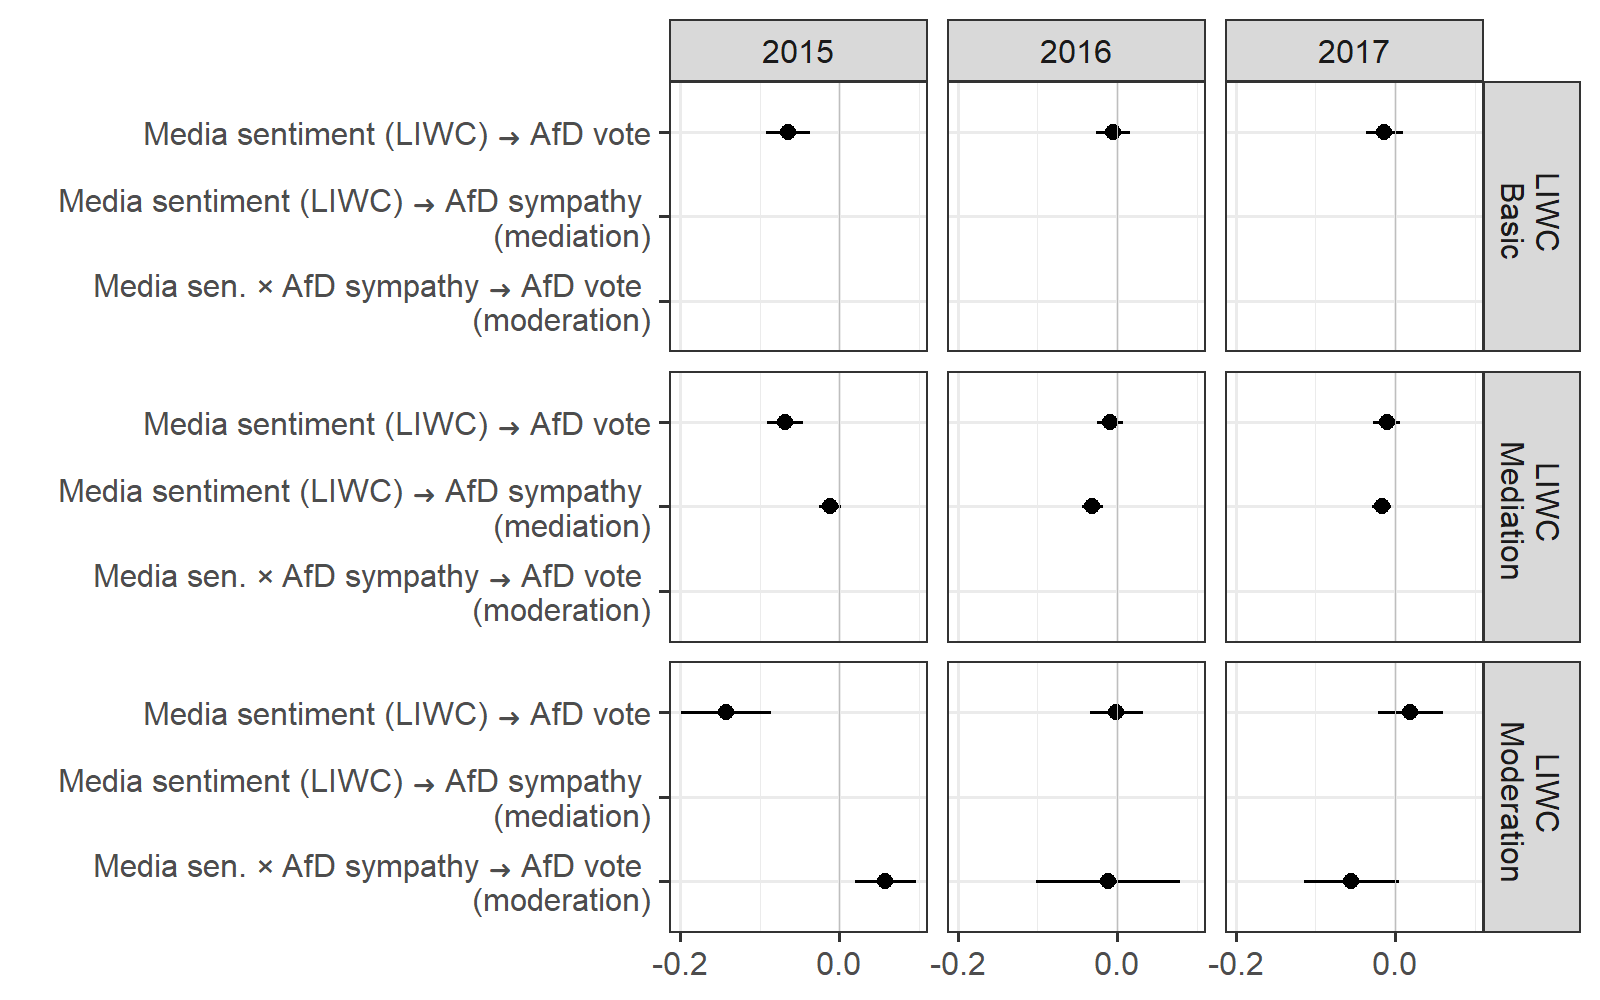 2015
2016
2017
Media sentiment (LIWC) → AfD vote
Media sentiment (LIWC) → AfD sympathy
(mediation)
Media sen. × AfD sympathy → AfD vote
(moderation)
LIWC
Basic
Media sentiment (LIWC) → AfD vote
Media sentiment (LIWC) → AfD sympathy
(mediation)
Media sen. × AfD sympathy → AfD vote
(moderation)
LIWC
Mediation
Media sentiment (LIWC) → AfD vote
Media sentiment (LIWC) → AfD sympathy
(mediation)
Media sen. × AfD sympathy → AfD vote
(moderation)
LIWC
Moderation
-0.2
0.0
-0.2
0.0
-0.2
0.0